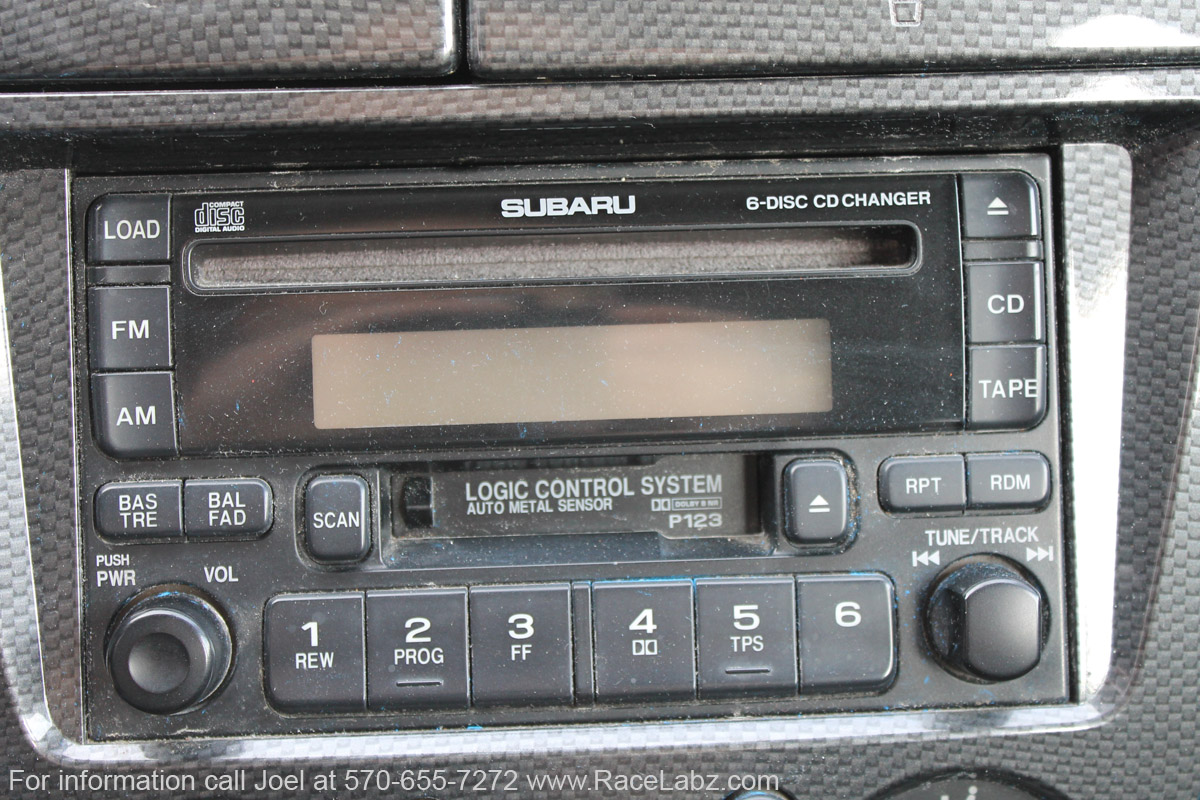 LOAD
COMPACT
disc
DIGITAL AUDIO
SUBARU
6-DISC CD CHANGER
FM
CD
AM
TAPE
BAS
TRE
BAL
FAD
SCAN
LOGIC CONTROL SYSTEM
AUTO METAL SENSOR
DOLBY B NR
P123
RPT
RDM
TUNE/TRACK
PUSH
PWR
VOL
1
REW
2
PROG
3
FF
4
5
TPS
6
For information call Joel at 570-655-7272 www.RaceLabz.com